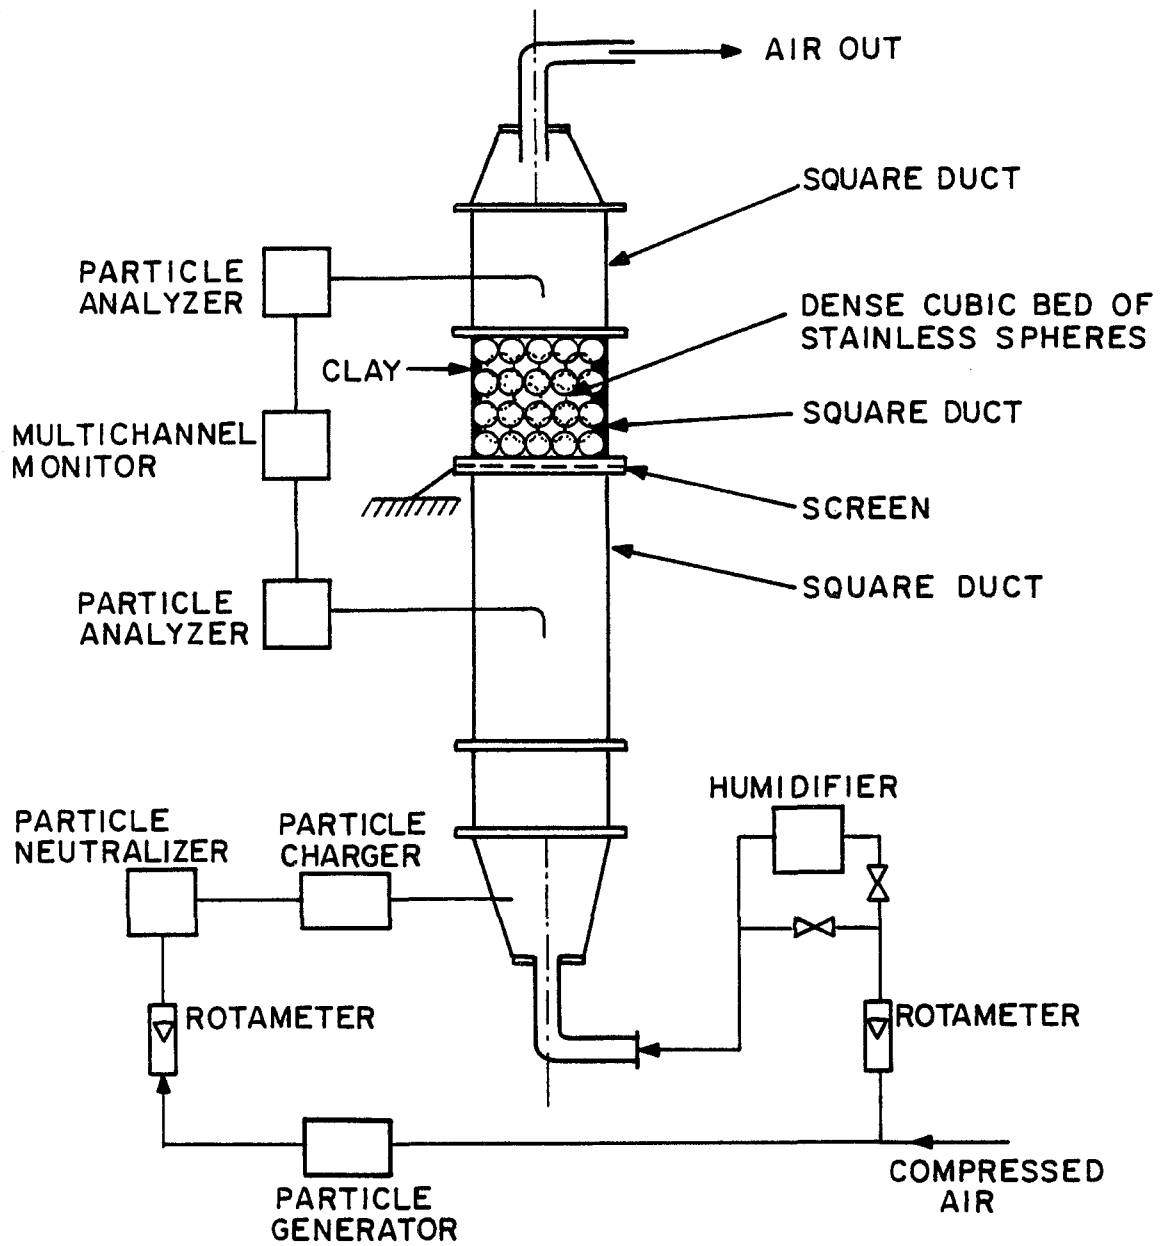 AIR OUT
SQUARE DUCT
PARTICLE
ANALYZER
DENSE CUBIC BED OF
STAINLESS SPHERES
CLAY
SQUARE DUCT
MULTICHANNEL
MONITOR
SCREEN
SQUARE DUCT
PARTICLE
ANALYZER
HUMIDIFIER
PARTICLE
NEUTRALIZER
PARTICLE
CHARGER
ROTAMETER
ROTAMETER
COMPRESSED
AIR
PARTICLE
GENERATOR